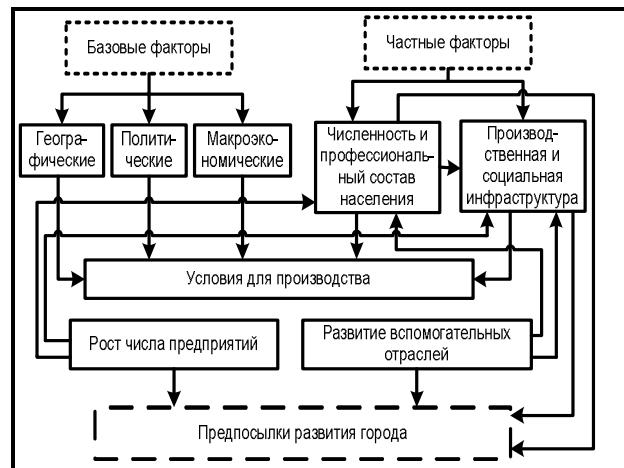 Базовые факторы
Частные факторы
Геогра-
фические
Полити-
ческие
Макроэко-
номические
Численность и
профессиональ-
ный состав
населения
Производ-
ственная и
социальная
инфраструктура
Условия для производства
Рост числа предприятий
Развитие вспомогательных
отраслей
Предпосылки развития города